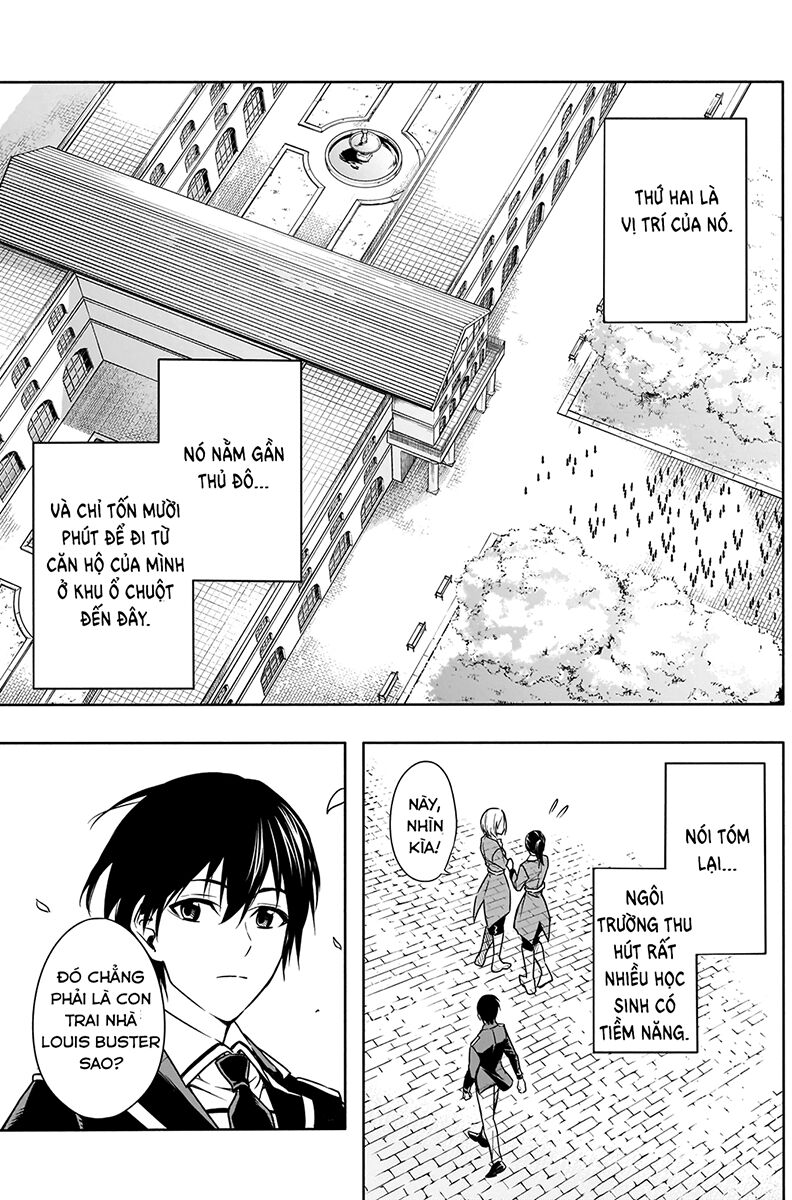 THỨ HAI LÀ
VỊ TRÍ CỦA NÓ.
NÓ NẰM GẦN
THỦ ĐÔ...
VÀ CHỈ TỐN MƯỜI
PHÚT ĐỂ ĐI TỪ
CĂN HỘ CỦA MÌNH
Ở KHU Ổ CHUỘT
ĐẾN ĐÂY.
NÓI TÓM
LẠI...
NGÔI
TRƯỜNG THU
HÚT RẤT
NHIỀU HỌC
SINH CÓ
TIỀM NĂNG.
NÀY,
NHÌN
KÌA!
ĐÓ CHẲNG
PHẢI LÀ CON
TRAI NHÀ
LOUIS BUSTER
SAO?